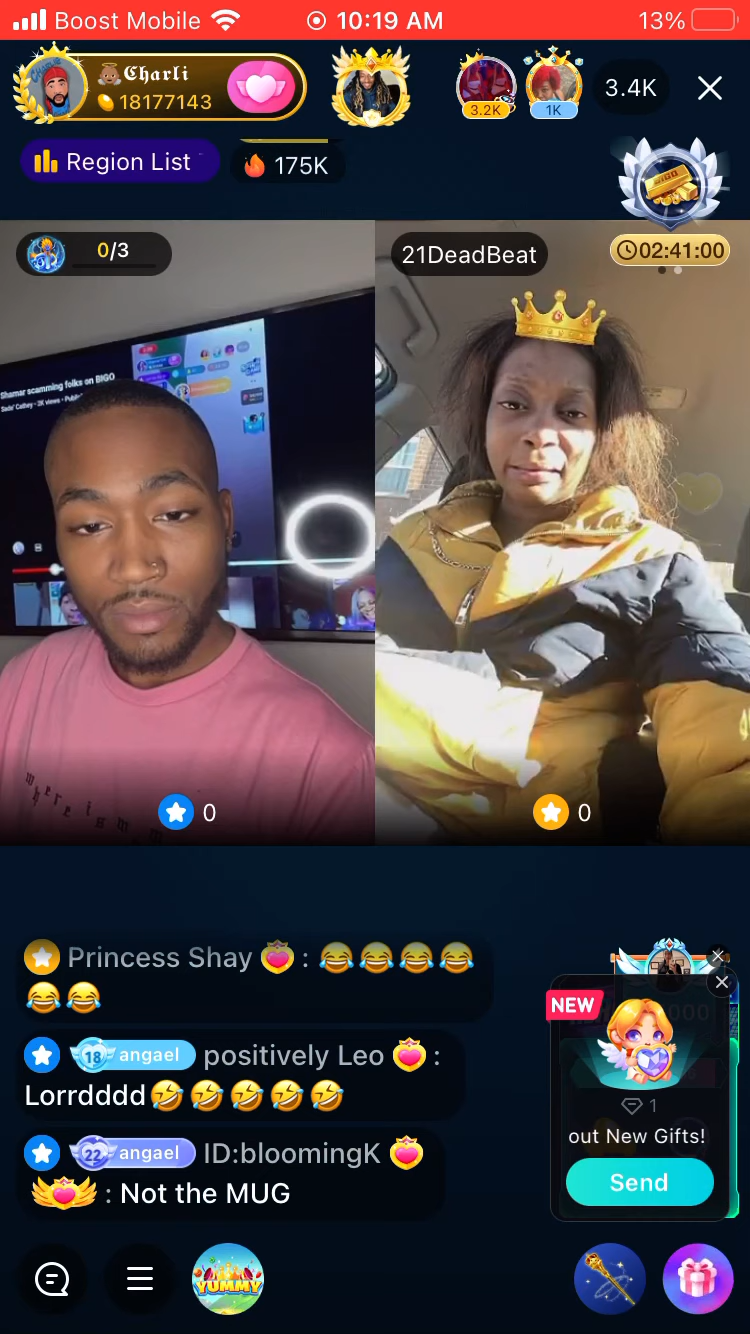 Boost Mobile
10:19 AM
13%
Charli
18177143
3.2K
1K
3.4K
Region List
175K
BIGO
0/3
21DeadBeat
02:41:00
Shamar scamming folks on BIGO
0
0
Princess Shay : 😂😂😂😂
😂😂
18 angael positively Leo :
Lorrdddd🤣🤣🤣🤣🤣
22 angael ID:bloomingK
: Not the MUG
NEW
1
out New Gifts!
Send
YUMMY